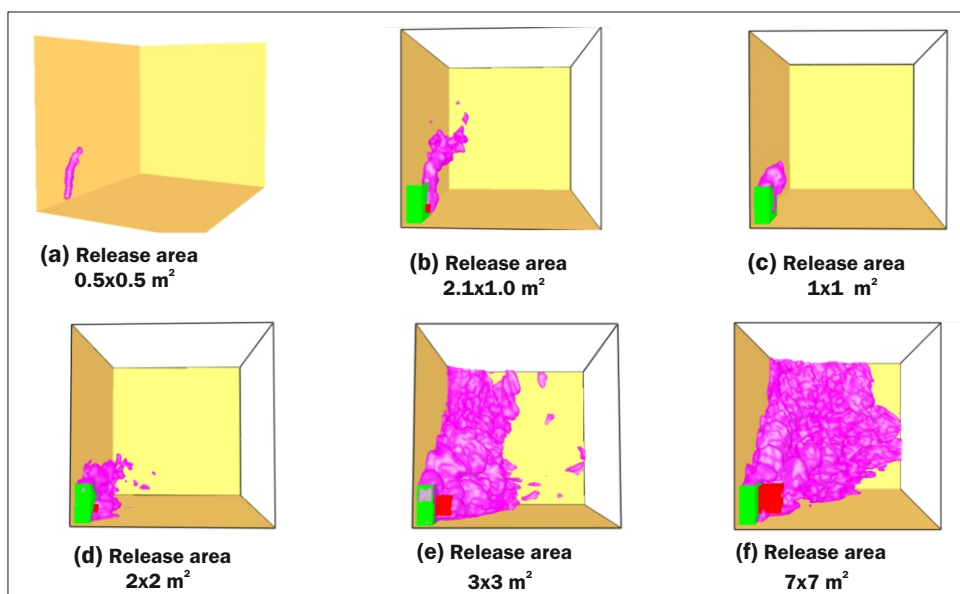 (a) Release area
0.5x0.5 m²
(b) Release area
2.1x1.0 m²
(c) Release area
1x1 m²
(d) Release area
2x2 m²
(e) Release area
3x3 m²
(f) Release area
7x7 m²